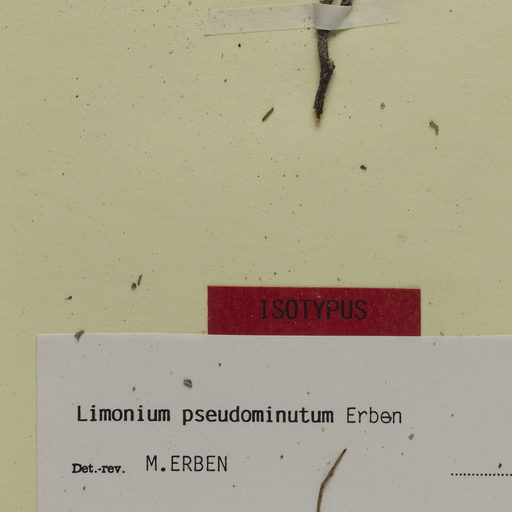 ISOTYPUS
Limonium pseudominutum Erben
Det.-rev. M.ERBEN